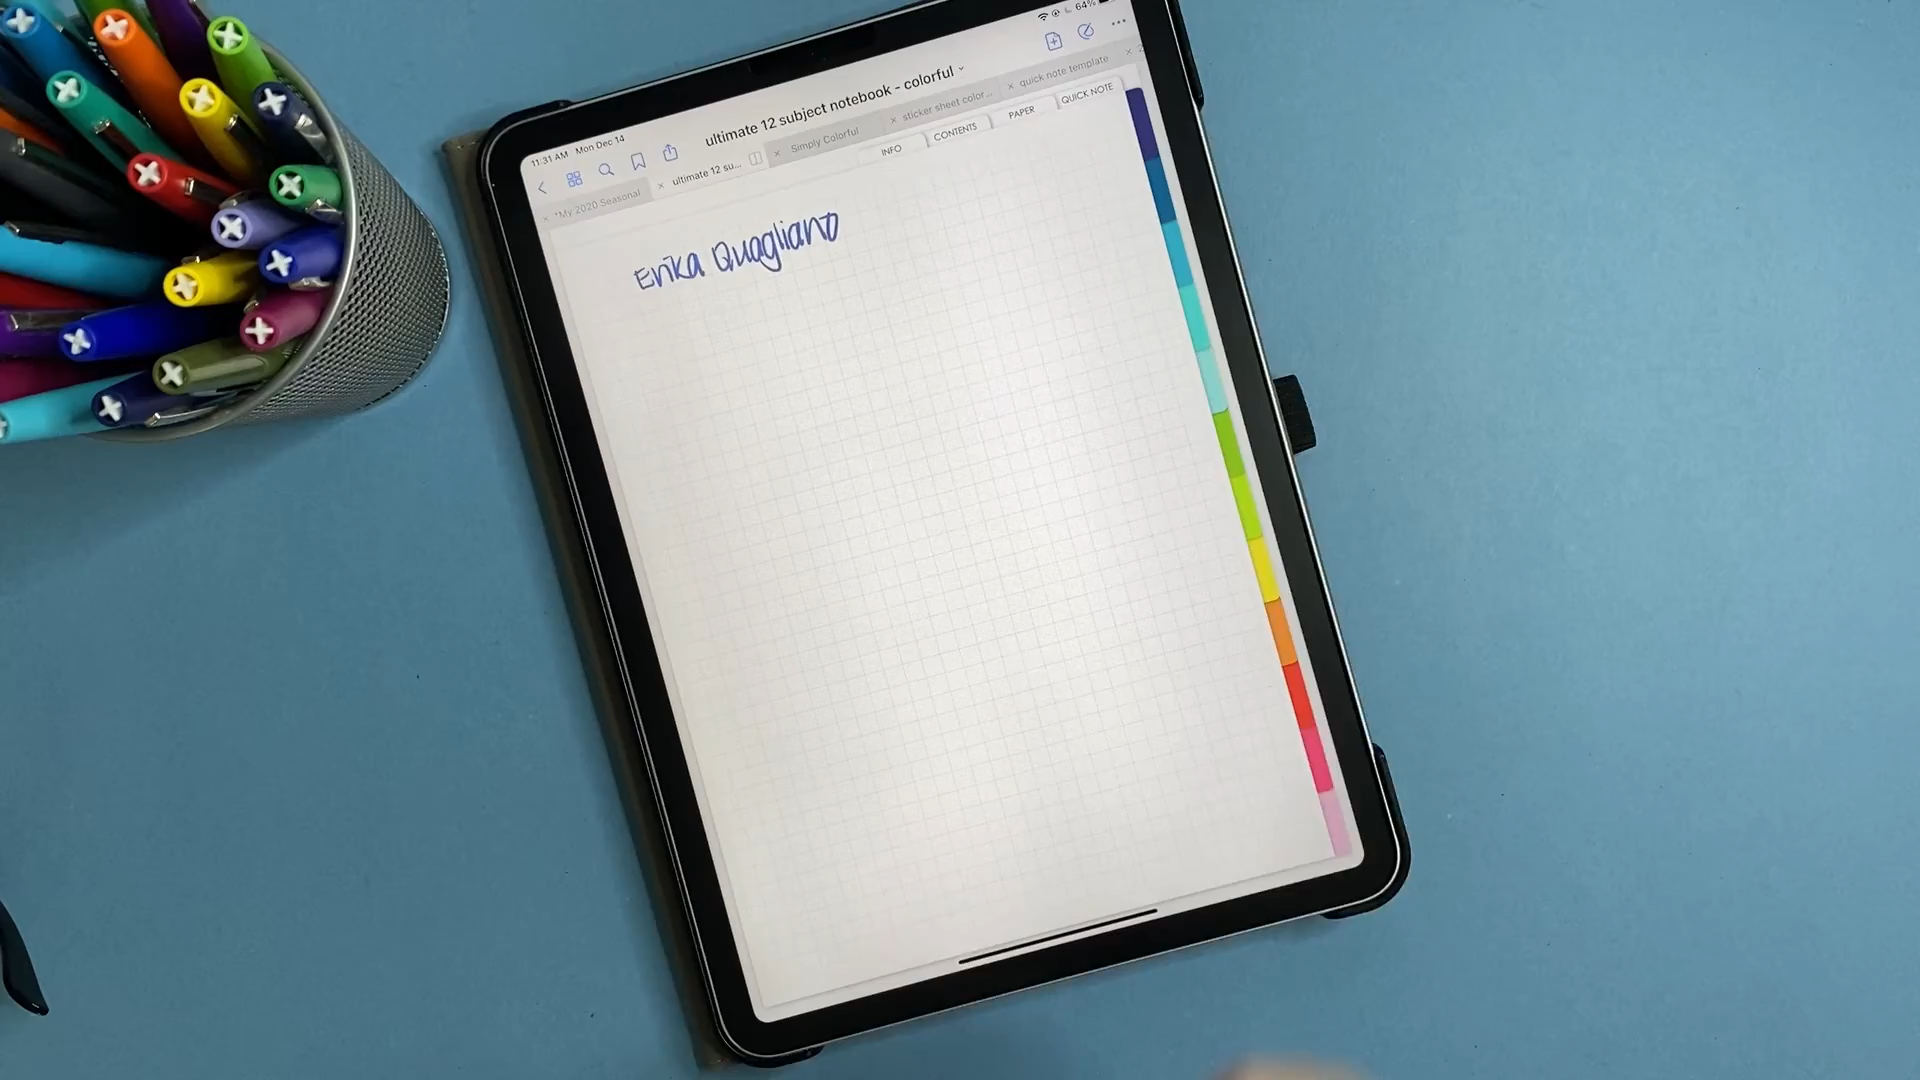 64%
11:31 AM Mon Dec 14
ultimate 12 subject notebook - colorful
*My 2020 Seasonal
ultimate 12 su...
Simply Colorful
sticker sheet color...
quick note template
INFO
CONTENTS
PAPER
QUICK NOTE
Erika Quagliano